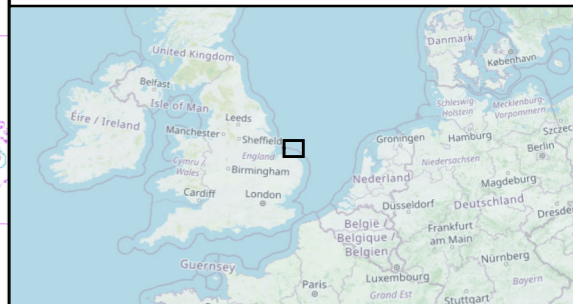 Danmark
United Kingdom
København
Belfast
Schleswig-
Holstein
Mecklenburg-
Vorpommern
Isle of Man
Leeds
Éire / Ireland
Manchester
Sheffield
Groningen
Hamburg
Szczec
England
Berlin
Cymru /
Wales
Niedersachsen
Birmingham
Nederland
Magdeburg
Cardiff
London
Düsseldorf
Deutschland
België /
Belgique /
Belgien
Dresde
Frankfurt
am Main
Guernsey
Luxembourg
Nürnberg
Paris
Grand Est
Bayern
Stuttgart